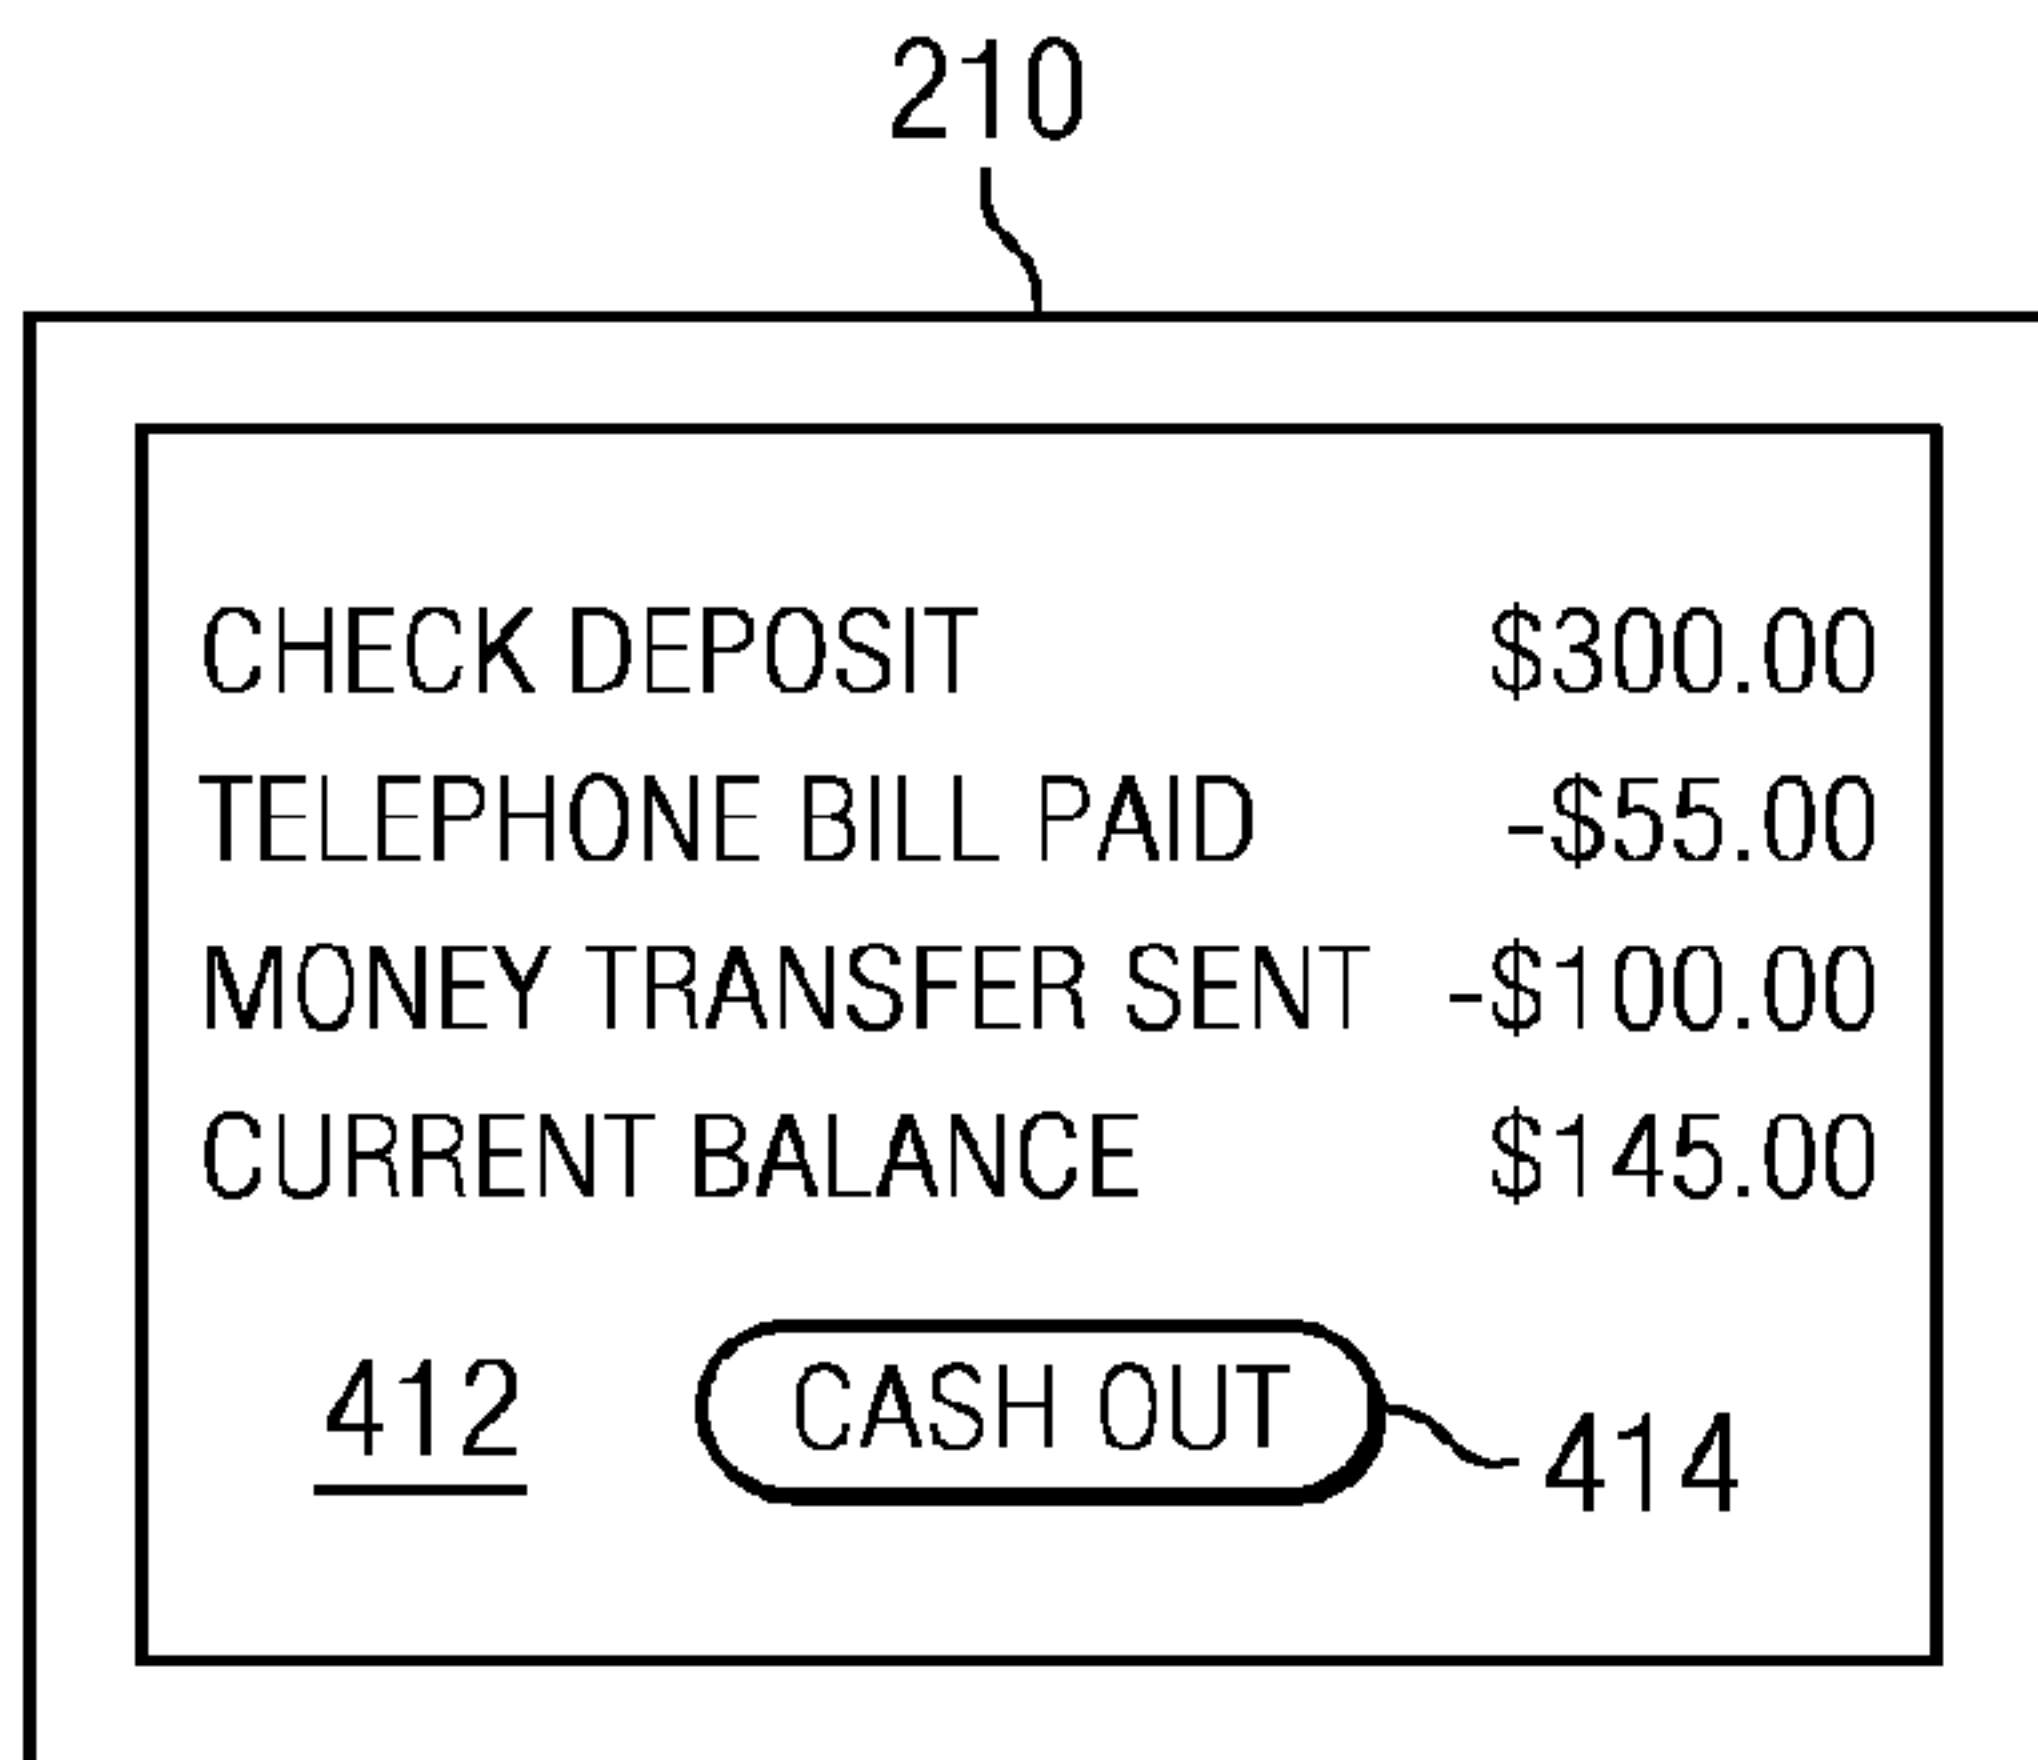 210
CHECK DEPOSIT $300.00
TELEPHONE BILL PAID -$55.00
MONEY TRANSFER SENT -$100.00
CURRENT BALANCE $145.00
412 CASH OUT 414